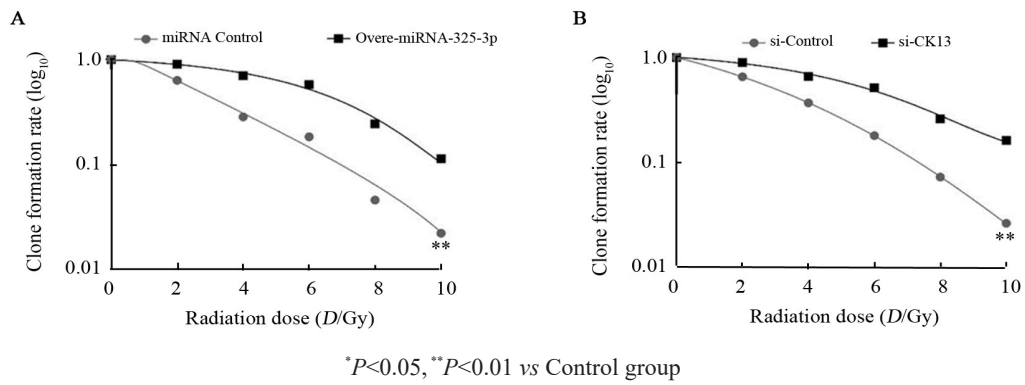 A
miRNA Control
Overe-miRNA-325-3p
Clone formation rate (log10)
1.0
0.1
0.01
0 2 4 6 8 10
**
Radiation dose (D/Gy)
B
si-Control
si-CK13
Clone formation rate (log10)
1.0
0.1
0.01
0 2 4 6 8 10
**
Radiation dose (D/Gy)
*P<0.05, **P<0.01 vs Control group